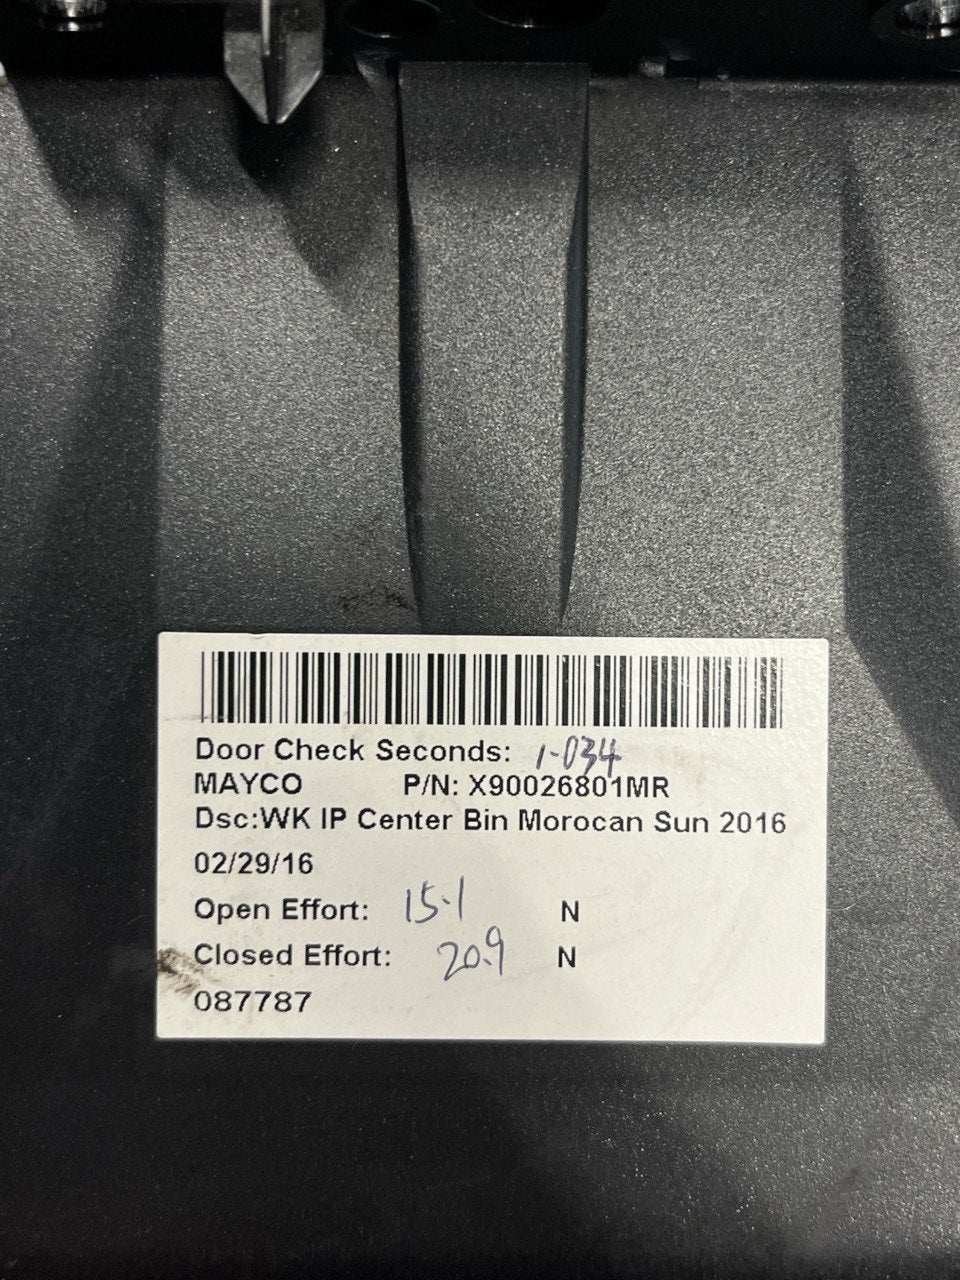 Door Check Seconds: 1.034
MAYCO P/N: X90026801MR
Dsc:WK IP Center Bin Morocan Sun 2016
02/29/16
Open Effort: 15.1 N
Closed Effort: 20.9 N
087787